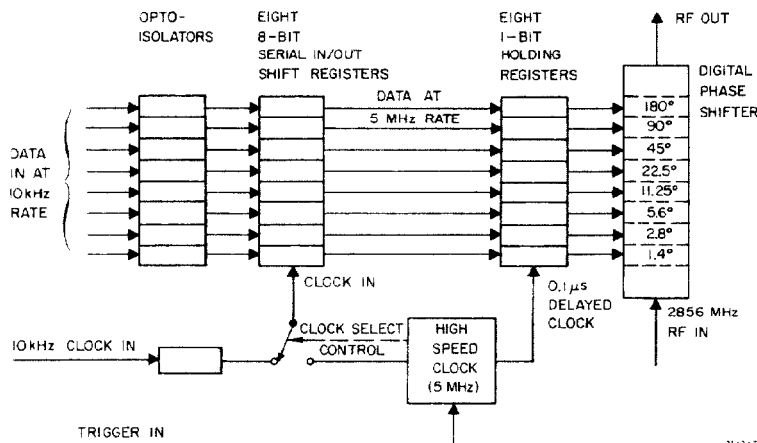 OPTO-
ISOLATORS
EIGHT
8-BIT
SERIAL IN/OUT
SHIFT REGISTERS
EIGHT
1-BIT
HOLDING
REGISTERS
RF OUT
DIGITAL
PHASE
SHIFTER
DATA AT
5 MHz RATE
DATA
IN AT
10kHz
RATE
180°
90°
45°
22.5°
11.25°
5.6°
2.8°
1.4°
CLOCK IN
0.1µs
DELAYED
CLOCK
2856 MHz
RF IN
CLOCK SELECT
CONTROL
HIGH
SPEED
CLOCK
(5 MHz)
10kHz CLOCK IN
TRIGGER IN